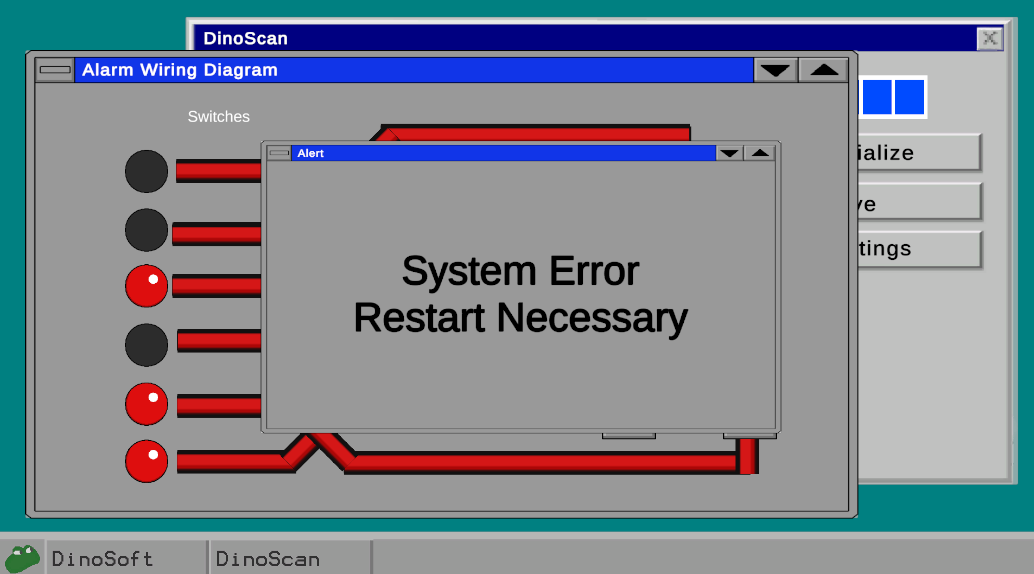 DinoScan
Alarm Wiring Diagram
Switches
Alert
System Error
Restart Necessary
DinoSoft
DinoScan